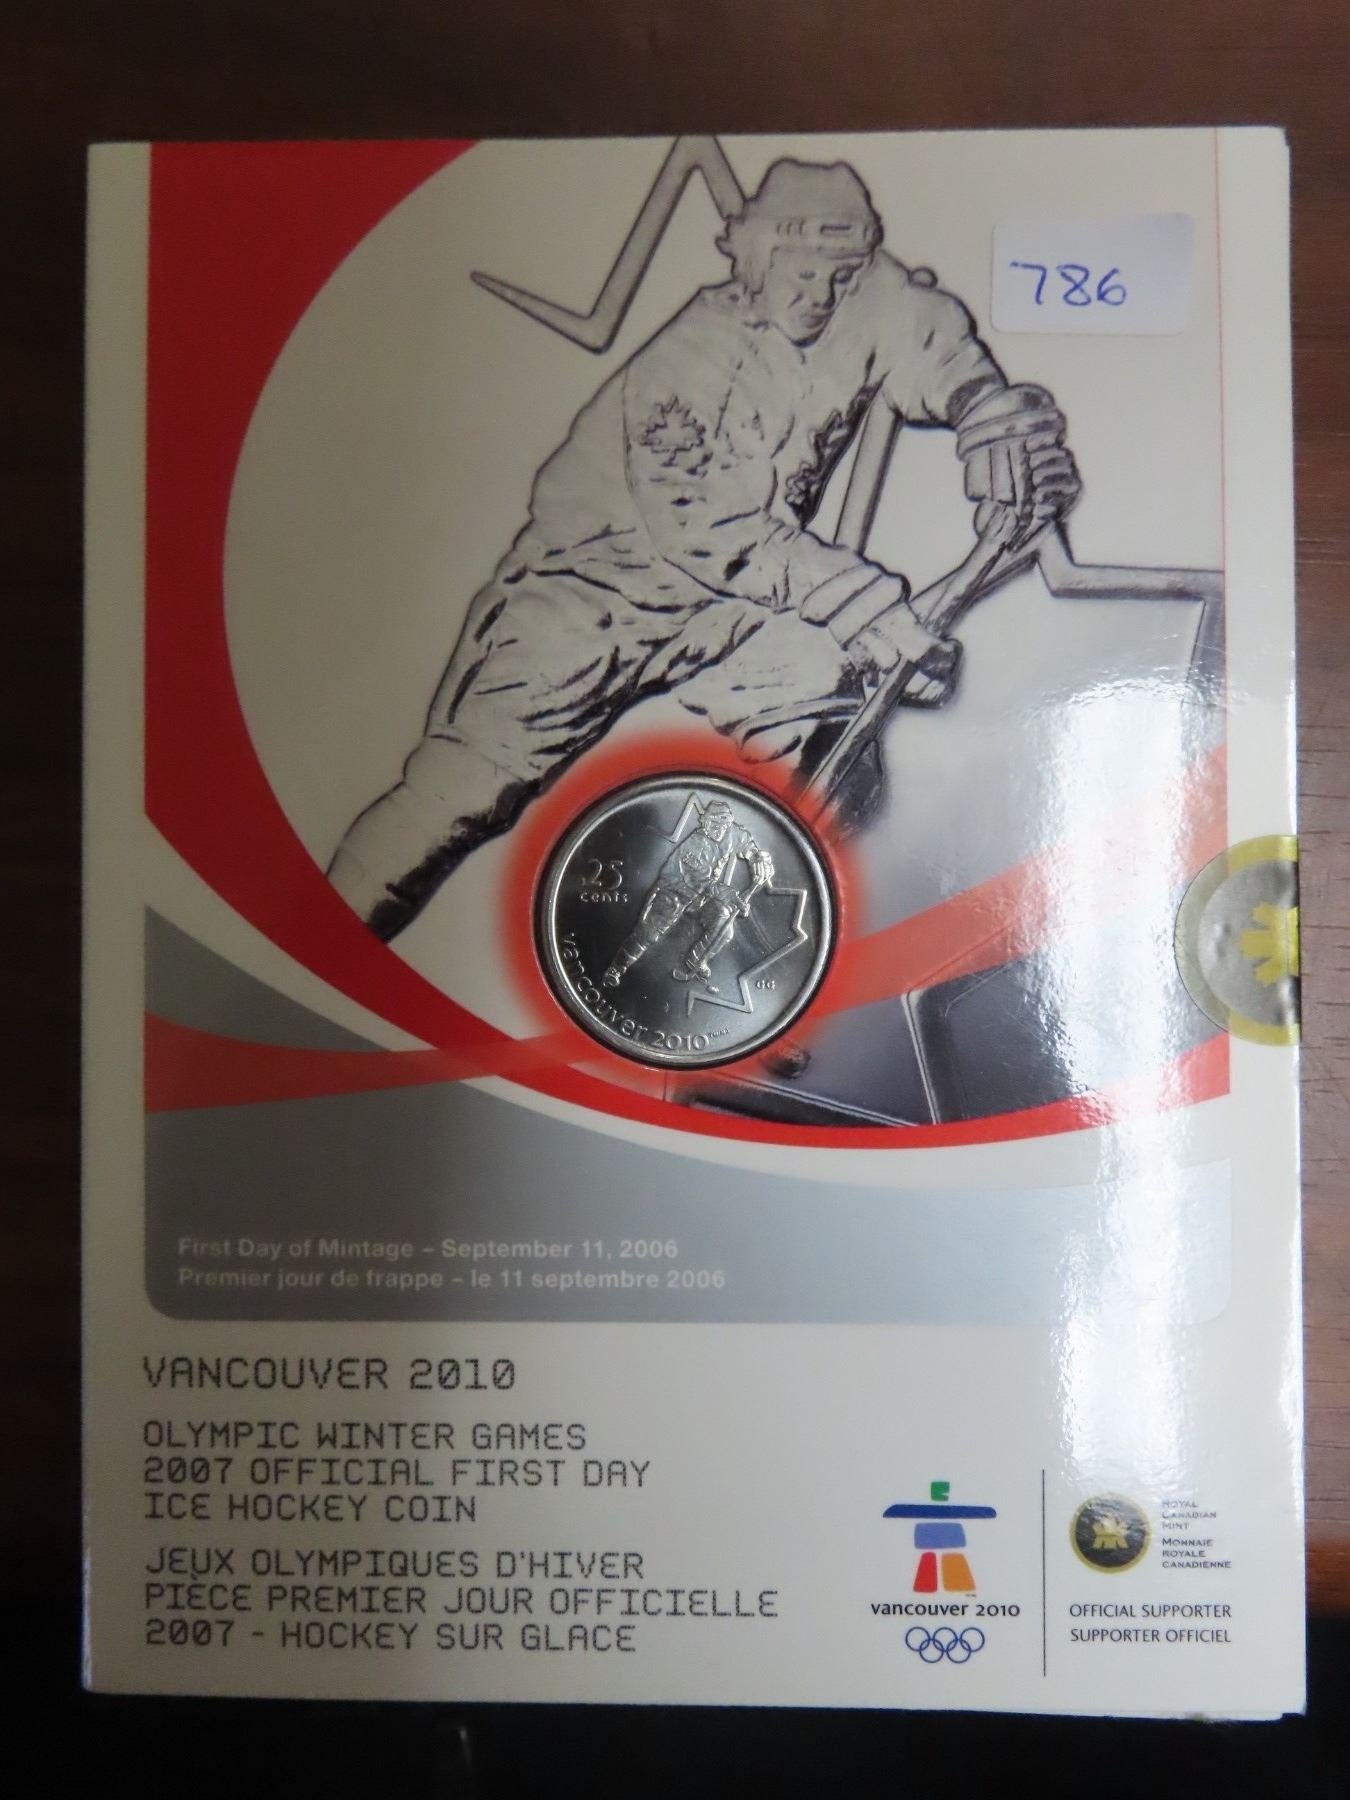 786
.25
cents
vancouver 2010
GG
First Day of Mintage – September 11, 2006
Premier jour de frappe – le 11 septembre 2006
VANCOUVER 2010
OLYMPIC WINTER GAMES
2007 OFFICIAL FIRST DAY
ICE HOCKEY COIN
JEUX OLYMPIQUES D'HIVER
PIÈCE PREMIER JOUR OFFICIELLE
2007 - HOCKEY SUR GLACE
vancouver 2010
ROYAL
CANADIAN
MINT
MONNAIE
ROYALE
CANADIENNE
OFFICIAL SUPPORTER
SUPPORTER OFFICIEL